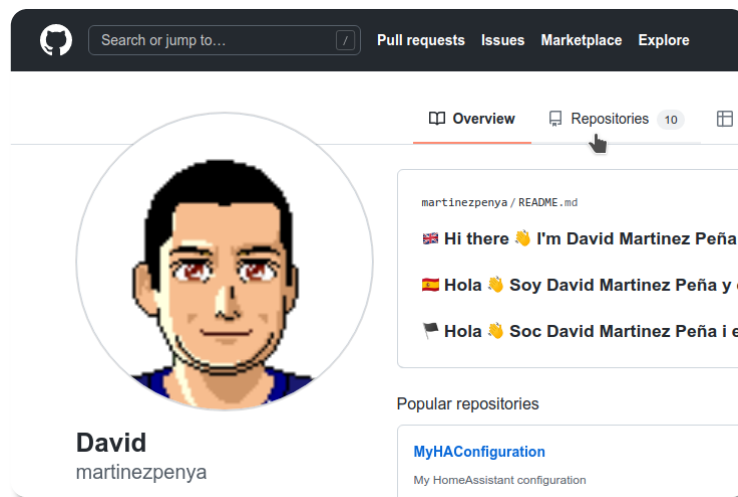 Search or jump to… /
Pull requests Issues Marketplace Explore
Overview Repositories 10
martinezpenya/README.md
Hi there 👋 I'm David Martinez Peña
Hola 👋 Soy David Martinez Peña y
Hola 👋 Soc David Martinez Peña i e
Popular repositories
MyHAConfiguration
My HomeAssistant configuration
David
martinezpenya